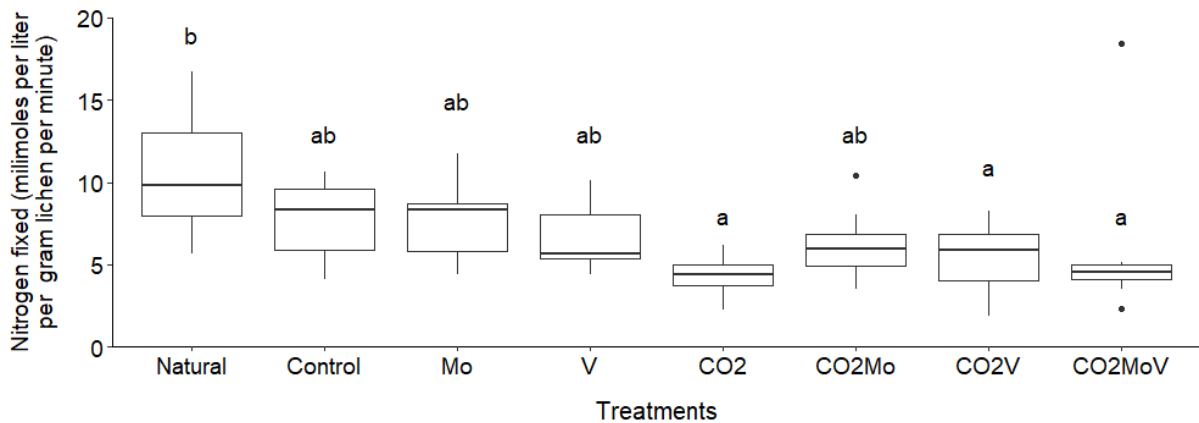 Nitrogen fixed (milimoles per liter
per gram lichen per minute)
20
15
10
5
0
b
ab
ab
ab
a
ab
a
a
Natural Control Mo V CO2 CO2Mo CO2V CO2MoV
Treatments